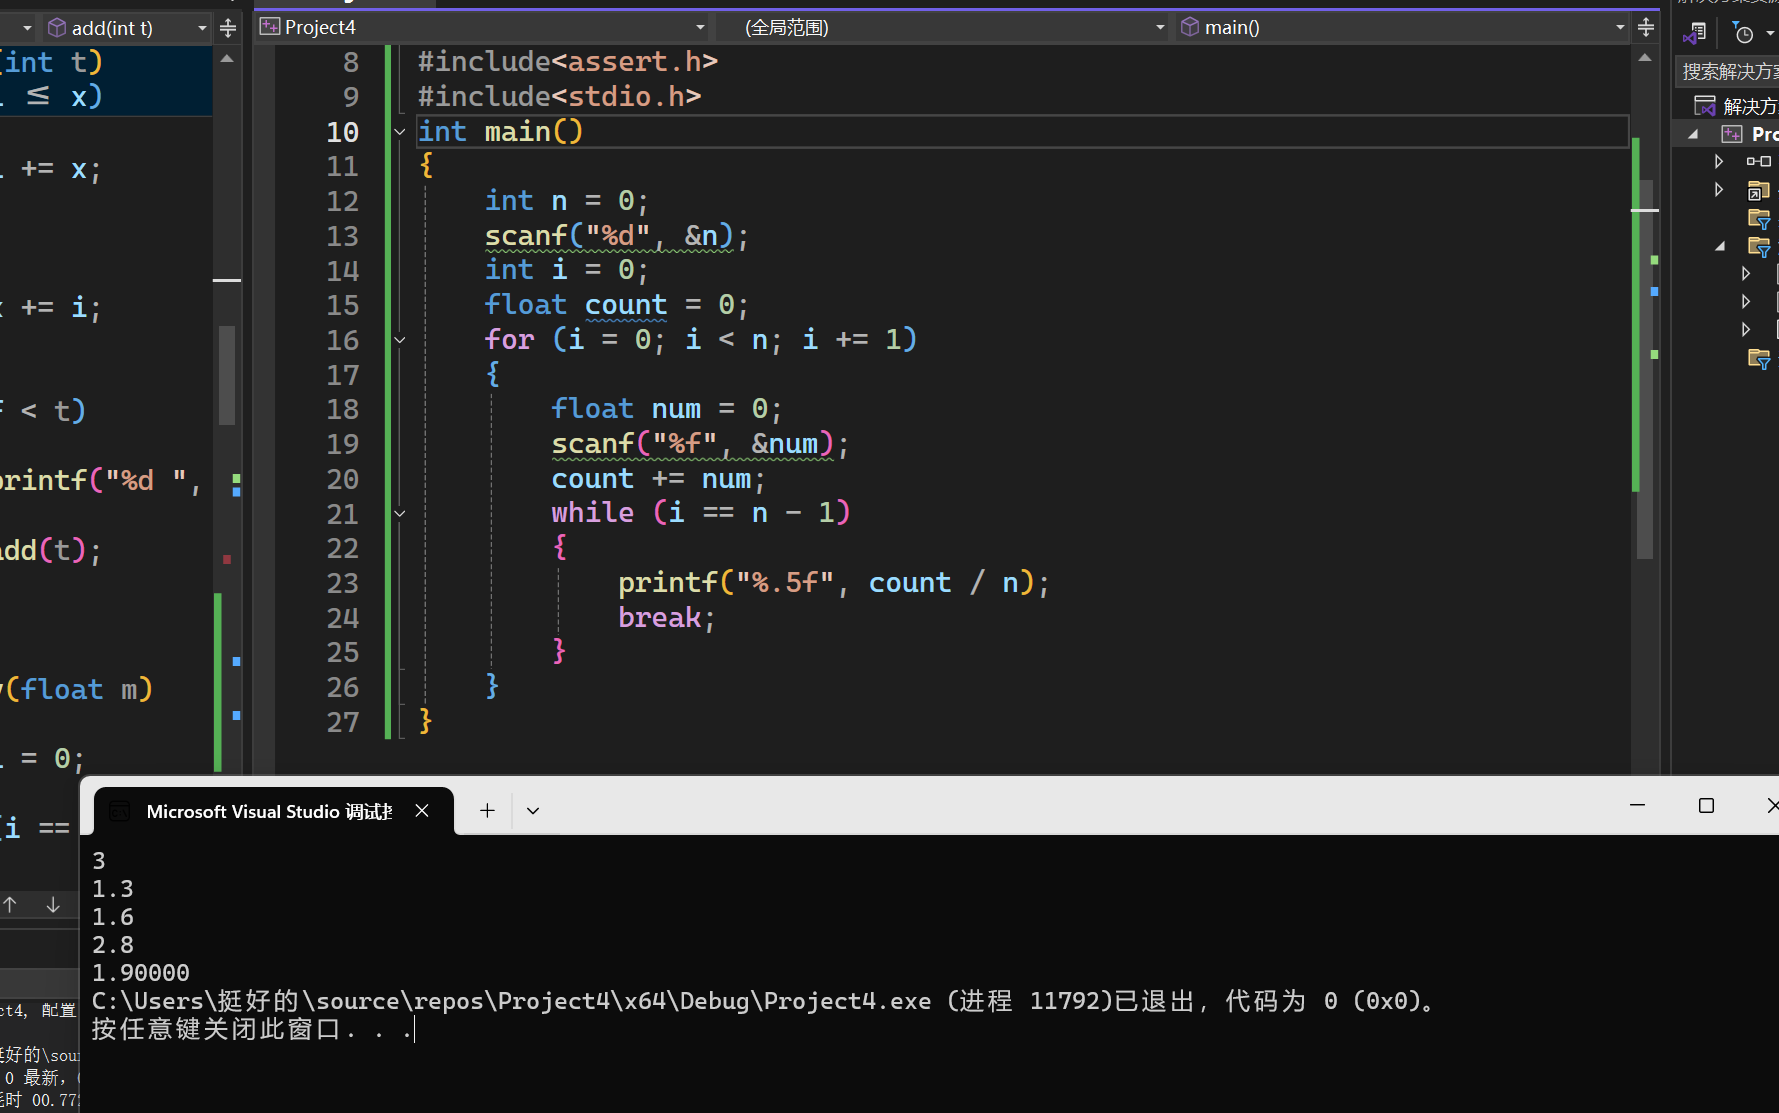 add(int t)
Project4
(全局范围)
main()
(int t)
≤ x)
+= x;
+= i;
< t)
printf("%d ",
add(t);
(float m)
= 0;
(i ==
8 #include<assert.h>
9 #include<stdio.h>
10 int main()
11 {
12 int n = 0;
13 scanf("%d", &n);
14 int i = 0;
15 float count = 0;
16 for (i = 0; i < n; i += 1)
17 {
18 float num = 0;
19 scanf("%f", &num);
20 count += num;
21 while (i == n - 1)
22 {
23 printf("%.5f", count / n);
24 break;
25 }
26 }
27 }
搜索解决方案
解决方
Pro
Microsoft Visual Studio 调试
3
1.3
1.6
2.8
1.90000
C:\Users\挺好的\source\repos\Project4\x64\Debug\Project4.exe (进程 11792)已退出，代码为 0 (0x0)。
按任意键关闭此窗口. . .
ct4, 配置
挺好的\sour
0 最新,
耗时 00.772